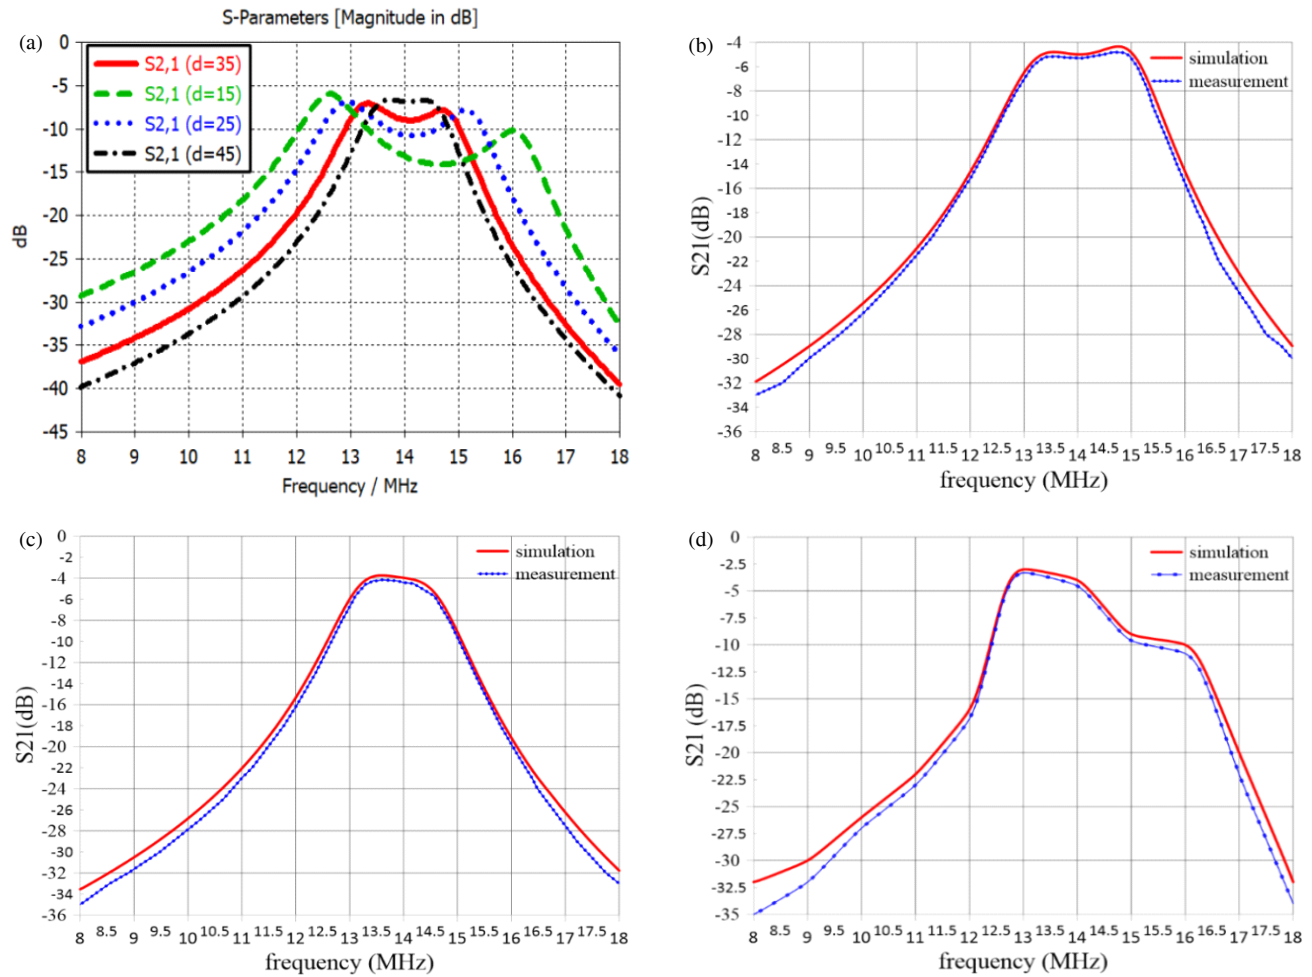 S-Parameters [Magnitude in dB]
(a)
0
-5
-10
-15
-20
-25
-30
-35
-40
-45
dB
S2,1 (d=35)
S2,1 (d=15)
S2,1 (d=25)
S2,1 (d=45)
8 9 10 11 12 13 14 15 16 17 18
Frequency / MHz
(b)
-4
-6
-8
-10
-12
-14
-16
-18
-20
-22
-24
-26
-28
-30
-32
-34
-36
S21(dB)
simulation
measurement
8 8.5 9 9.5 10 10.5 11 11.5 12 12.5 13 13.5 14 14.5 15 15.5 16 16.5 17 17.5 18
frequency (MHz)
(c)
0
-2
-4
-6
-8
-10
-12
-14
-16
-18
-20
-22
-24
-26
-28
-30
-32
-34
-36
S21(dB)
simulation
measurement
8 8.5 9 9.5 10 10.5 11 11.5 12 12.5 13 13.5 14 14.5 15 15.5 16 16.5 17 17.5 18
frequency (MHz)
(d)
0
-2.5
-5
-7.5
-10
-12.5
-15
-17.5
-20
-22.5
-25
-27.5
-30
-32.5
-35
S21 (dB)
simulation
measurement
8 8.5 9 9.5 10 10.5 11 11.5 12 12.5 13 13.5 14 14.5 15 15.5 16 16.5 17 17.5 18
frequency (MHz)